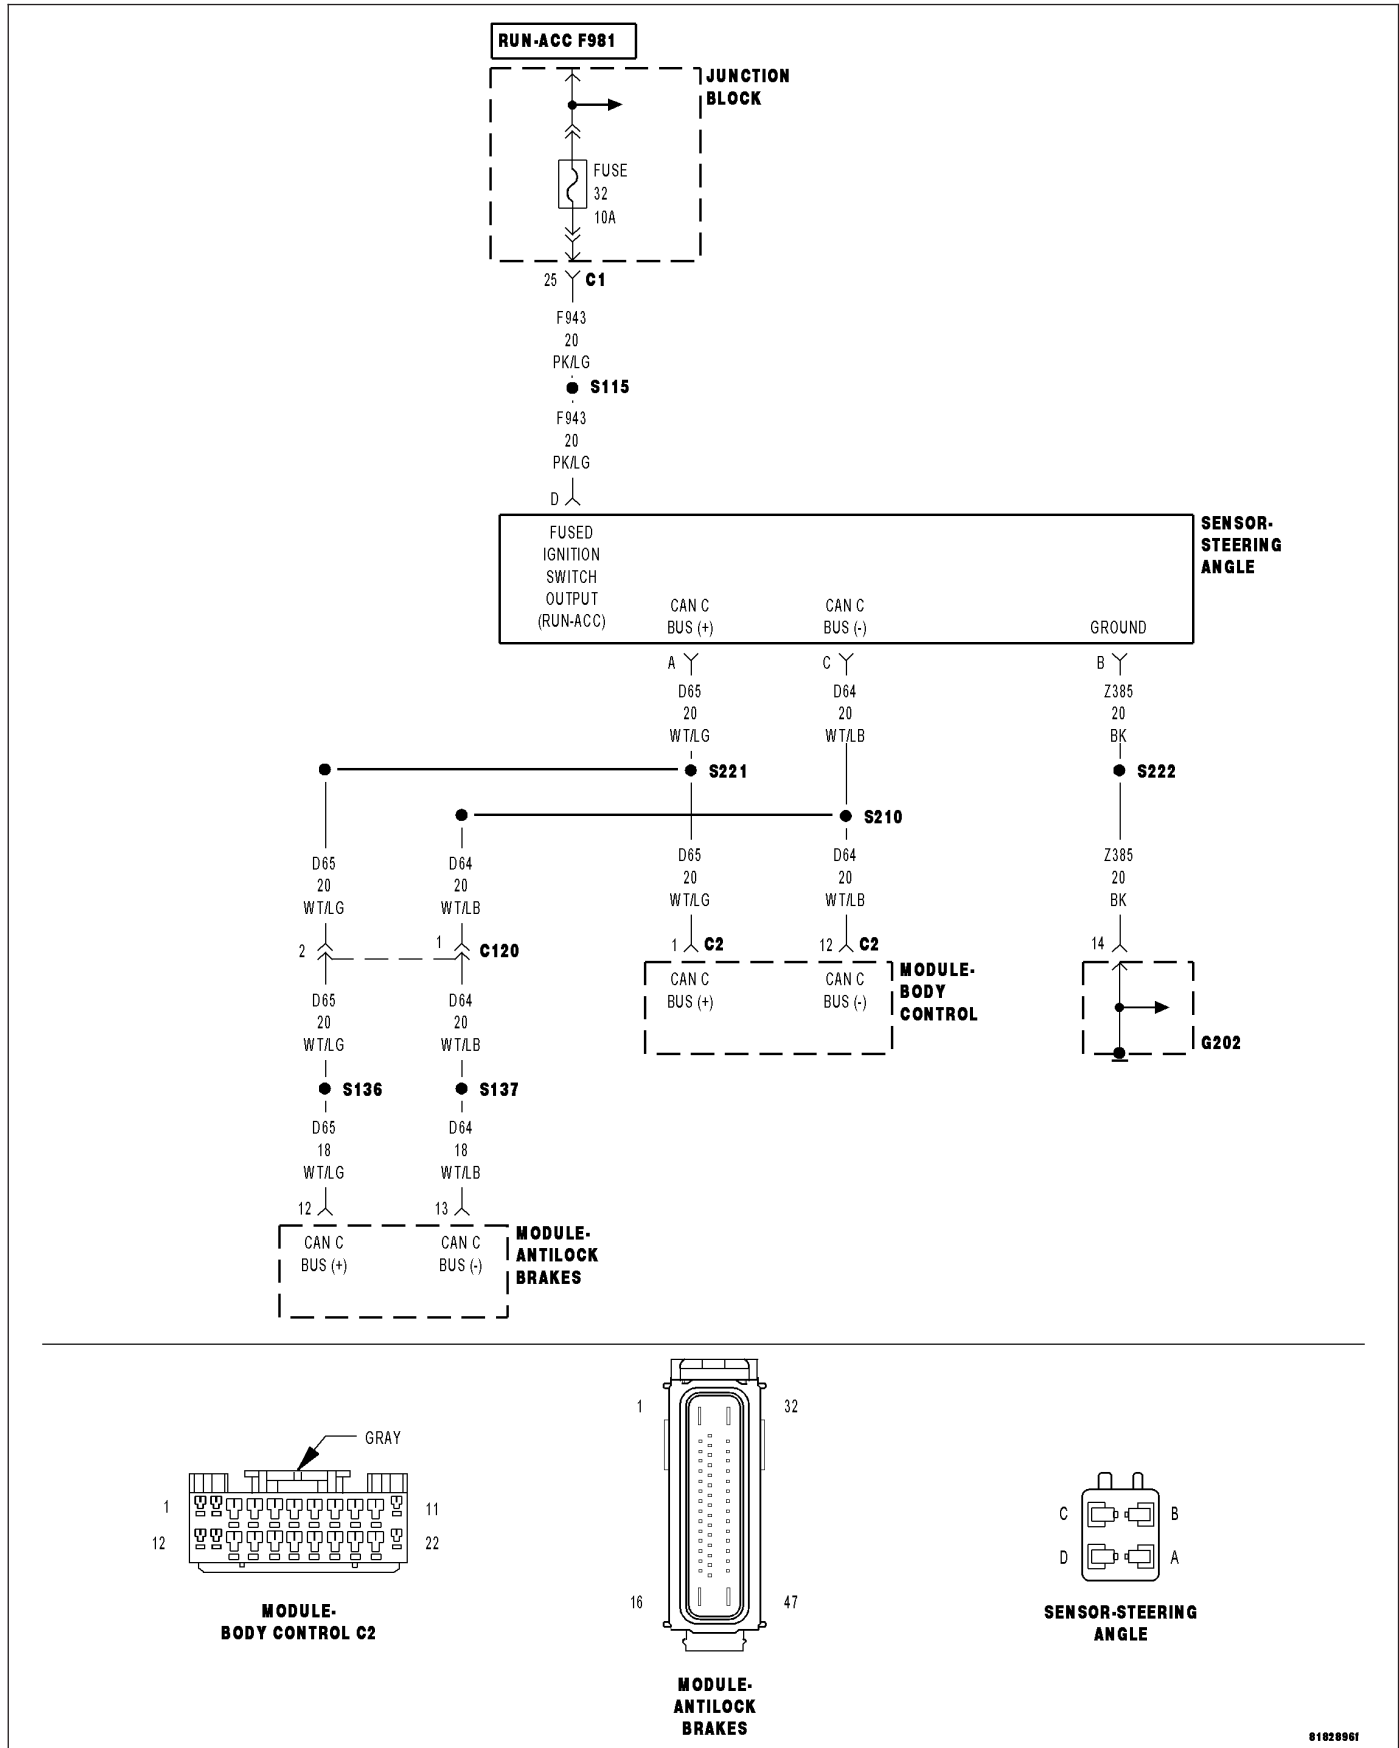 RUN-ACC F981
JUNCTION
BLOCK
FUSE
32
10A
25 C1
F943
20
PK/LG
S115
F943
20
PK/LG
D
FUSED
IGNITION
SWITCH
OUTPUT
(RUN-ACC)
CAN C
BUS (+)
CAN C
BUS (-)
GROUND
SENSOR-
STEERING
ANGLE
A C B
D65 D64 Z385
20 20 20
WT/LG WT/LB BK
S221 S222
S210
D65 D64 D65 D64 Z385
20 20 20 20 20
WT/LG WT/LB WT/LG WT/LB BK
2 1 C120 1 C2 12 C2 14
CAN C
BUS (+)
CAN C
BUS (-)
MODULE-
BODY
CONTROL
G202
D65 D64
20 20
WT/LG WT/LB
S136 S137
D65 D64
18 18
WT/LG WT/LB
12 13
CAN C
BUS (+)
CAN C
BUS (-)
MODULE-
ANTILOCK
BRAKES
GRAY
1 11
12 22
MODULE-
BODY CONTROL C2
1 32
16 47
MODULE-
ANTILOCK
BRAKES
C B
D A
SENSOR-STEERING
ANGLE
8182896f